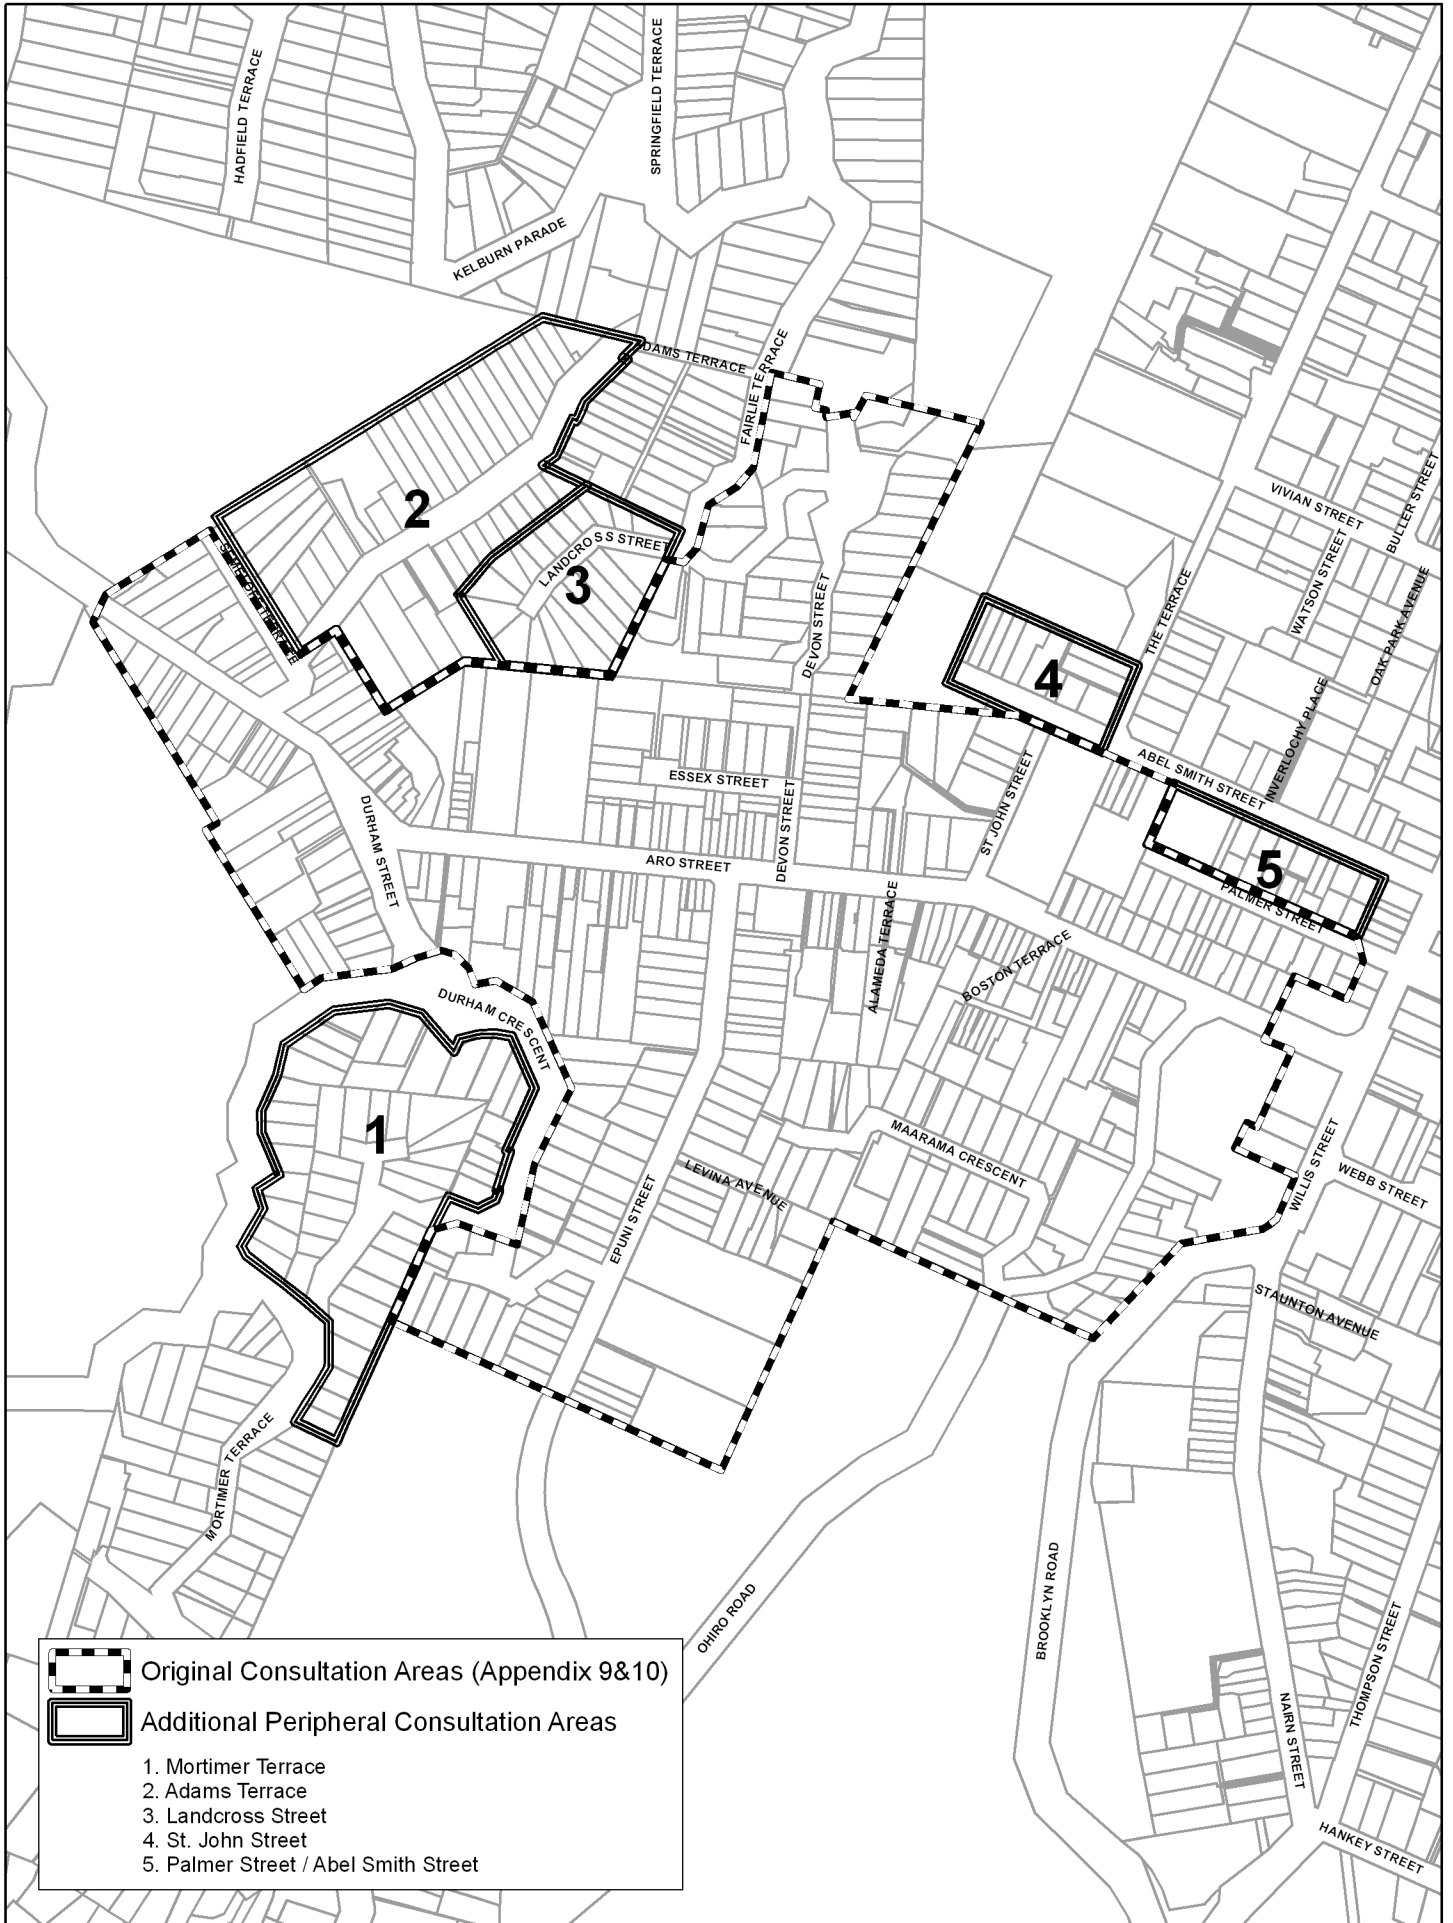 HADFIELD TERRACE
SPRINGFIELD TERRACE
KELBURN PARADE
ADAMS TERRACE
FAIRLIE TERRACE
VIVIAN STREET
BULLER STREET
WATSON STREET
OAK PARK AVENUE
THE TERRACE
2
LANDCROSS STREET
3
DEVON STREET
4
INVERLOCHY PLACE
ABEL SMITH STREET
ESSEX STREET
ST JOHN STREET
DEVON STREET
DURHAM STREET
ARO STREET
5
PALMER STREET
ALAMEDA TERRACE
BOSTON TERRACE
DURHAM CRESCENT
1
MAARAMA CRESCENT
LEVINA AVENUE
EPUNI STREET
WILLIS STREET
WEBB STREET
STAUNTON AVENUE
MORTIMER TERRACE
OHIRO ROAD
BROOKLYN ROAD
THOMPSON STREET
NAIRN STREET
HANKEY STREET
Original Consultation Areas (Appendix 9&10)
Additional Peripheral Consultation Areas
1. Mortimer Terrace
2. Adams Terrace
3. Landcross Street
4. St. John Street
5. Palmer Street / Abel Smith Street